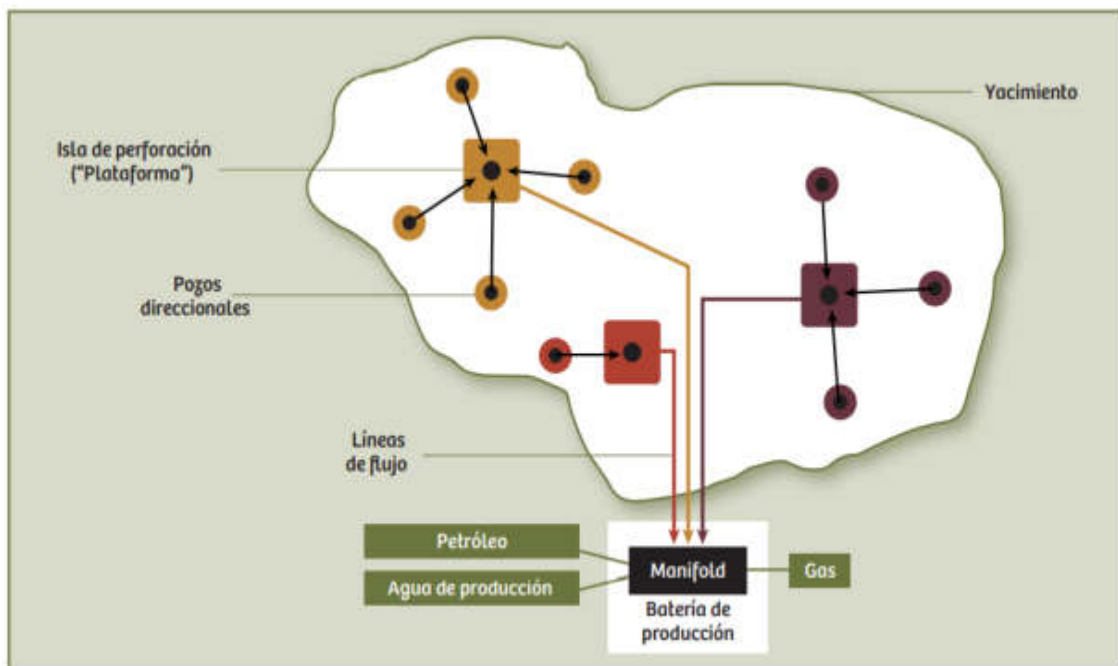 Yacimiento
Isla de perforación
("Plataforma")
Pozos
direccionales
Líneas
de flujo
Petróleo
Agua de producción
Manifold
Gas
Batería de
producción